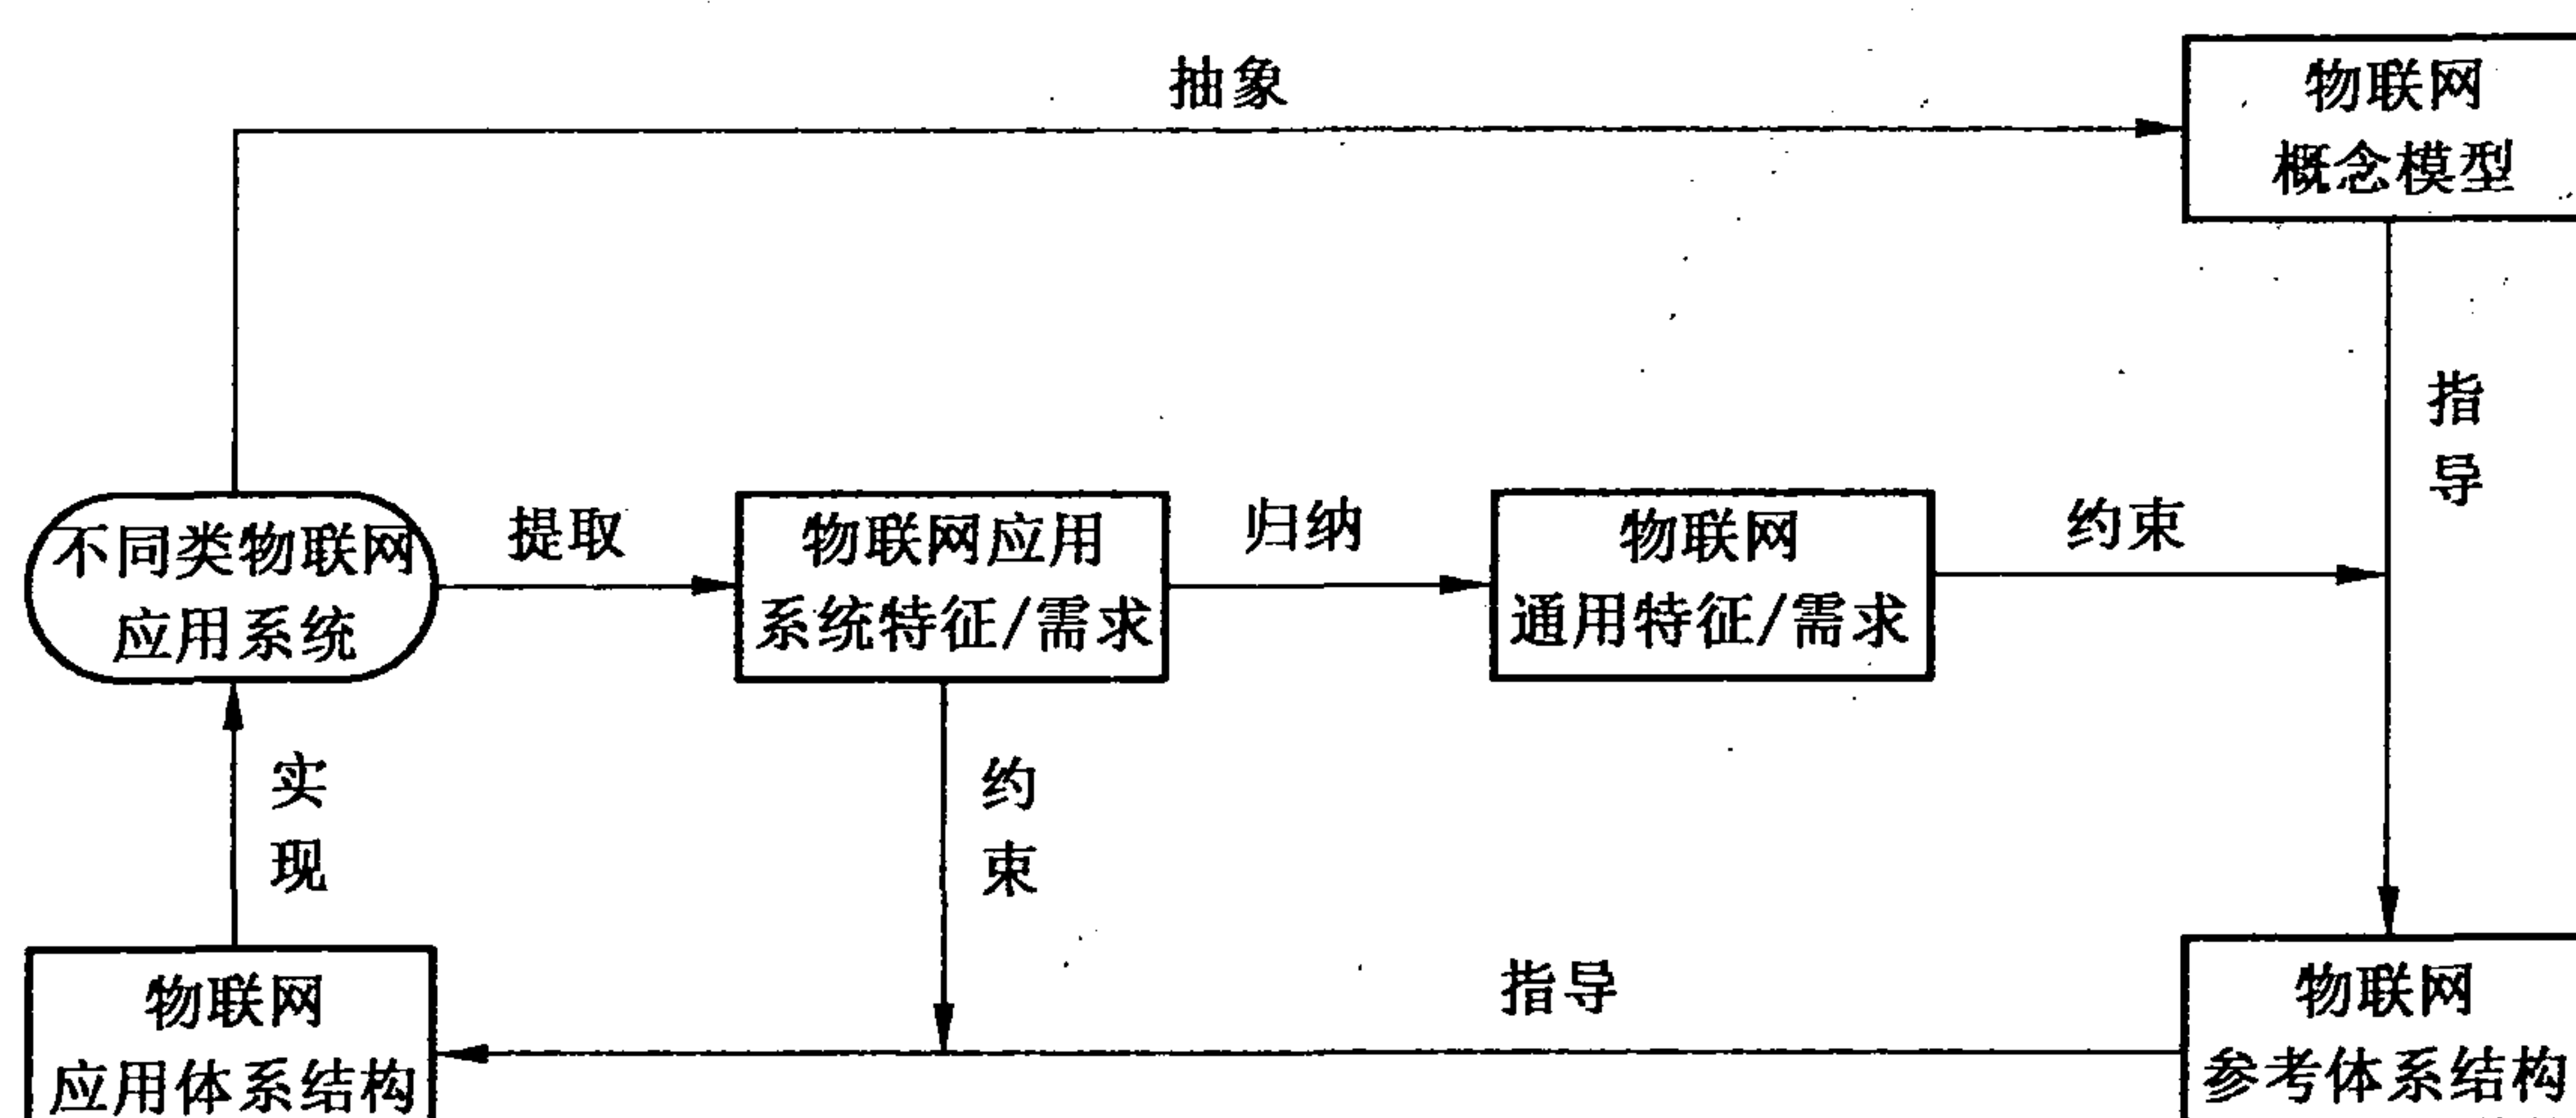 抽象
物联网
概念模型
指导
不同类物联网
应用系统
提取
物联网应用
系统特征/需求
归纳
物联网
通用特征/需求
约束
实现
约束
物联网
应用体系结构
指导
物联网
参考体系结构